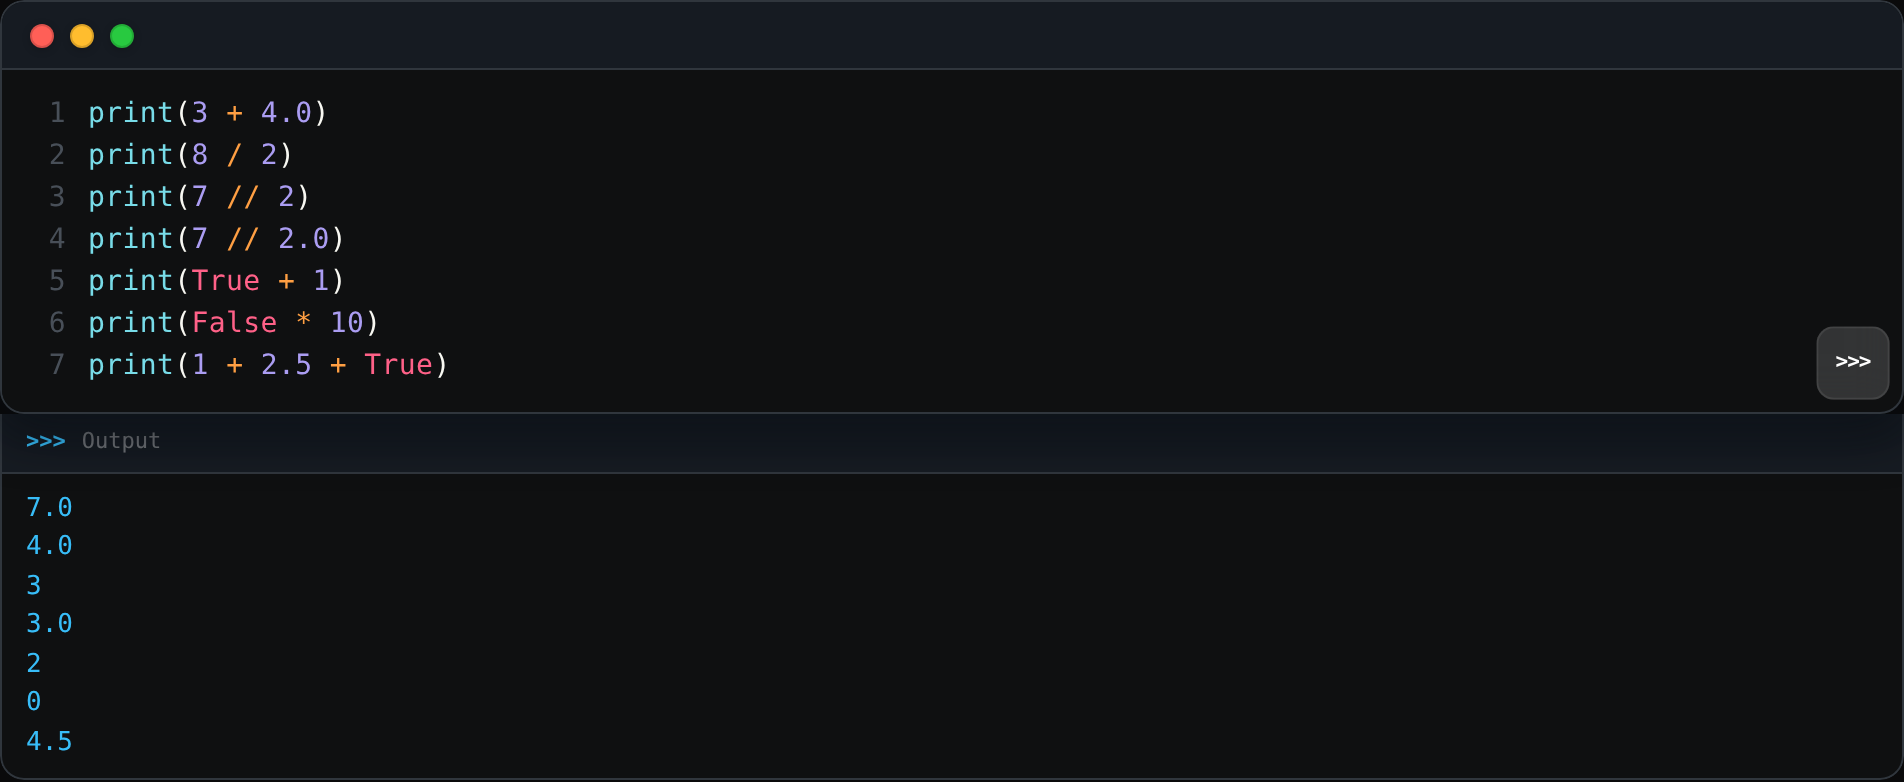 1 print(3 + 4.0)
2 print(8 / 2)
3 print(7 // 2)
4 print(7 // 2.0)
5 print(True + 1)
6 print(False * 10)
7 print(1 + 2.5 + True)
>>>
>>> Output
7.0
4.0
3
3.0
2
0
4.5